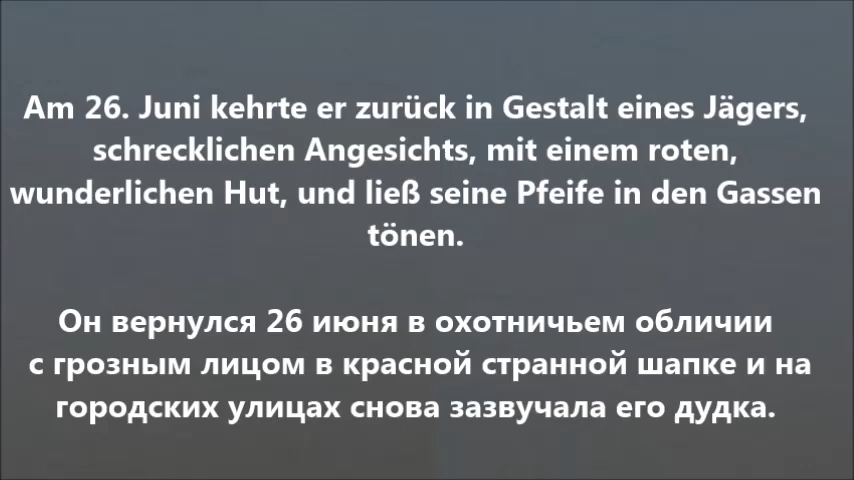 Am 26. Juni kehrte er zurück in Gestalt eines Jägers,
schrecklichen Angesichts, mit einem roten,
wunderlichen Hut, und ließ seine Pfeife in den Gassen
tönen.
Он вернулся 26 июня в охотничьем обличии
с грозным лицом в красной странной шапке и на
городских улицах снова зазвучала его дудка.